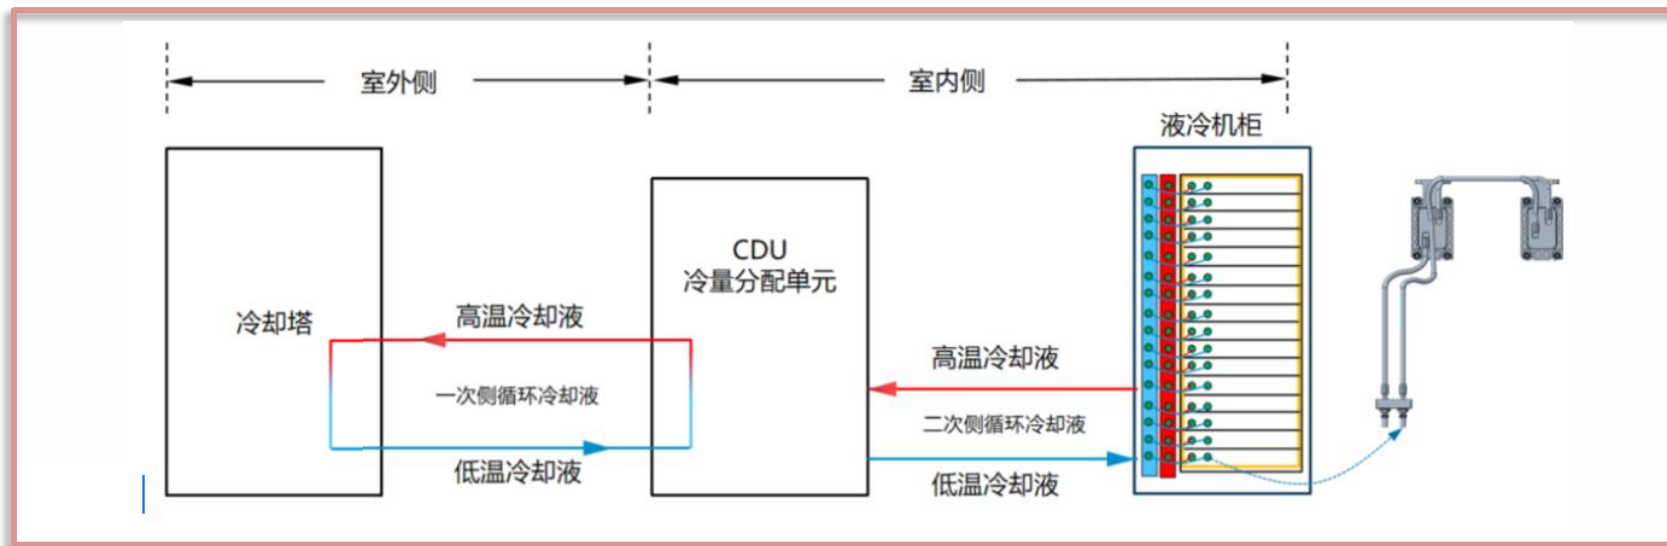 室外侧
室内侧
液冷机柜
冷却塔
高温冷却液
一次侧循环冷却液
低温冷却液
CDU
冷量分配单元
高温冷却液
二次侧循环冷却液
低温冷却液